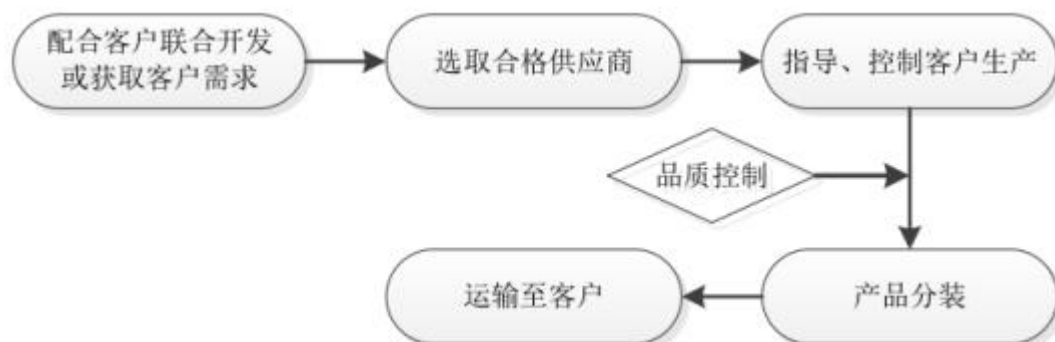 配合客户联合开发
或获取客户需求
选取合格供应商
指导、控制客户生产
品质控制
运输至客户
产品分装